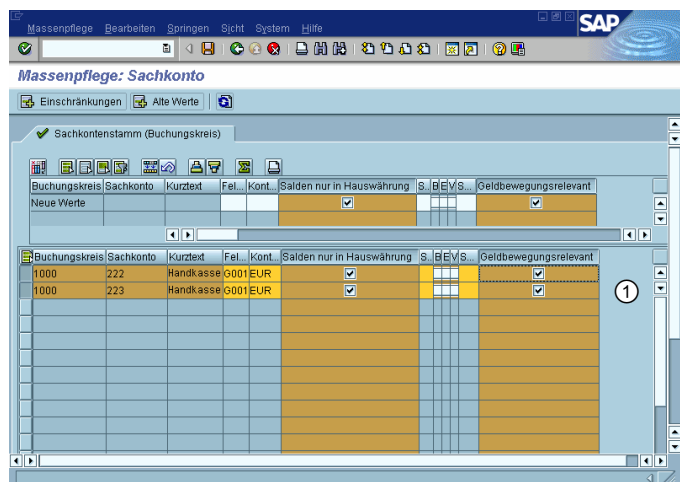 Massenpflege Bearbeiten Springen Sicht System Hilfe
SAP
Massenpflege: Sachkonto
Einschränkungen Alte Werte
Sachkontenstamm (Buchungskreis)
Buchungskreis Sachkonto Kurztext Fel... Kont... Salden nur in Hauswährung S.. B E V S... Geldbewegungsrelevant
Neue Werte
Buchungskreis Sachkonto Kurztext Fel... Kont... Salden nur in Hauswährung S.. B E V S... Geldbewegungsrelevant
1000 222 Handkasse G001 EUR
1000 223 Handkasse G001 EUR
1